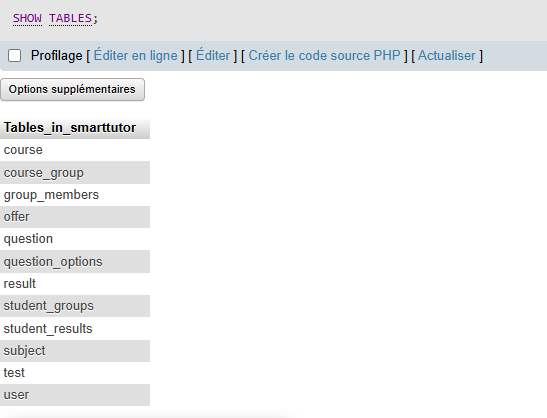 SHOW TABLES;
Profilage [ Éditer en ligne ] [ Éditer ] [ Créer le code source PHP ] [ Actualiser ]
Options supplémentaires
Tables_in_smarttutor
course
course_group
group_members
offer
question
question_options
result
student_groups
student_results
subject
test
user